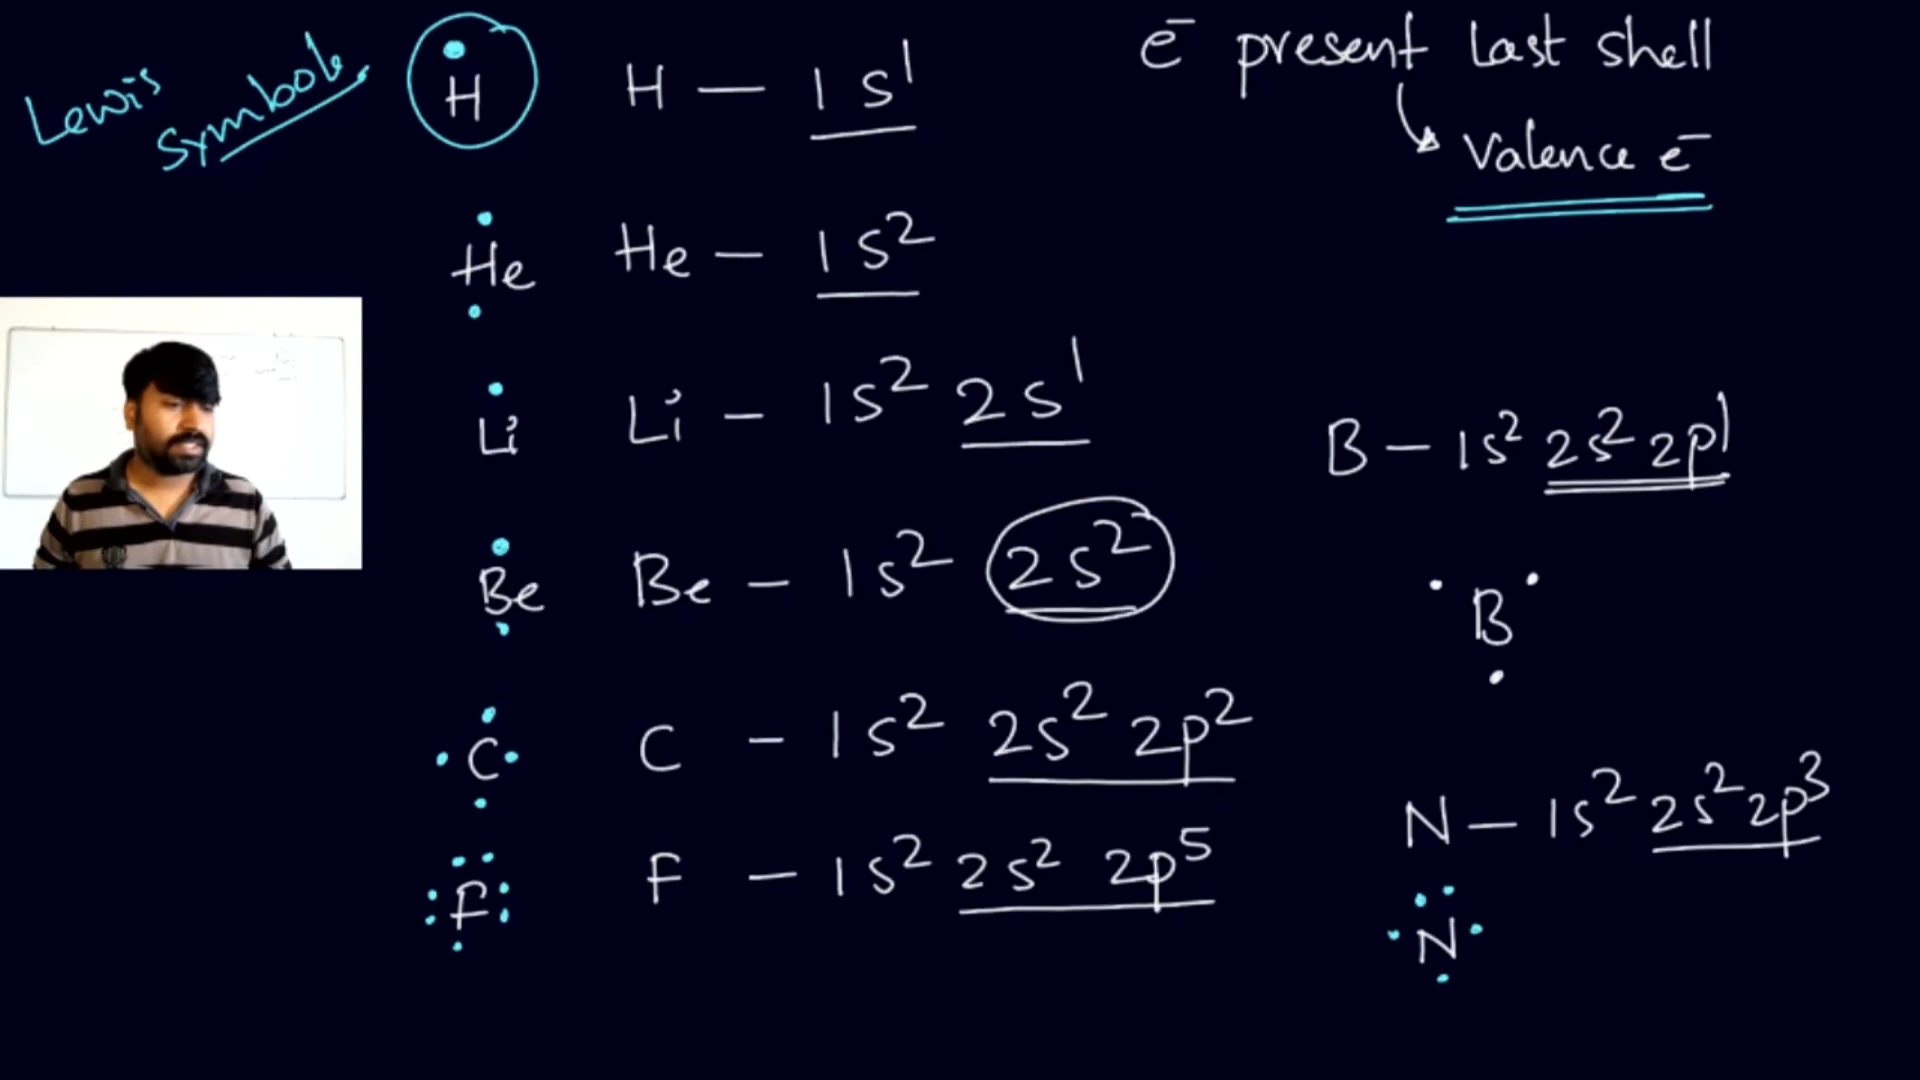 Lewis
Symbols
H
H — 1s¹
e⁻ present last shell
Valence e⁻
He
He — 1s²
Li
Li — 1s² 2s¹
B — 1s² 2s² 2p¹
Be
Be — 1s² 2s²
B
C
C — 1s² 2s² 2p²
N — 1s² 2s² 2p³
F
F — 1s² 2s² 2p⁵
N